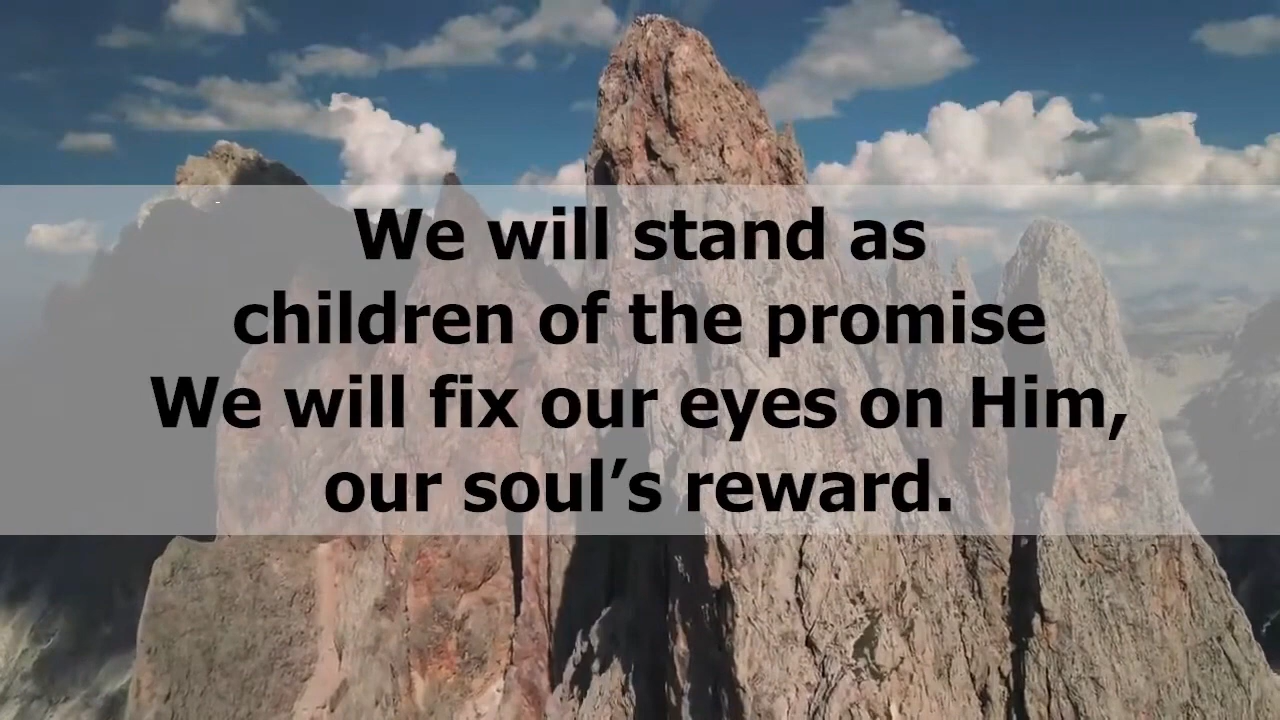 We will stand as
children of the promise
We will fix our eyes on Him,
our soul’s reward.